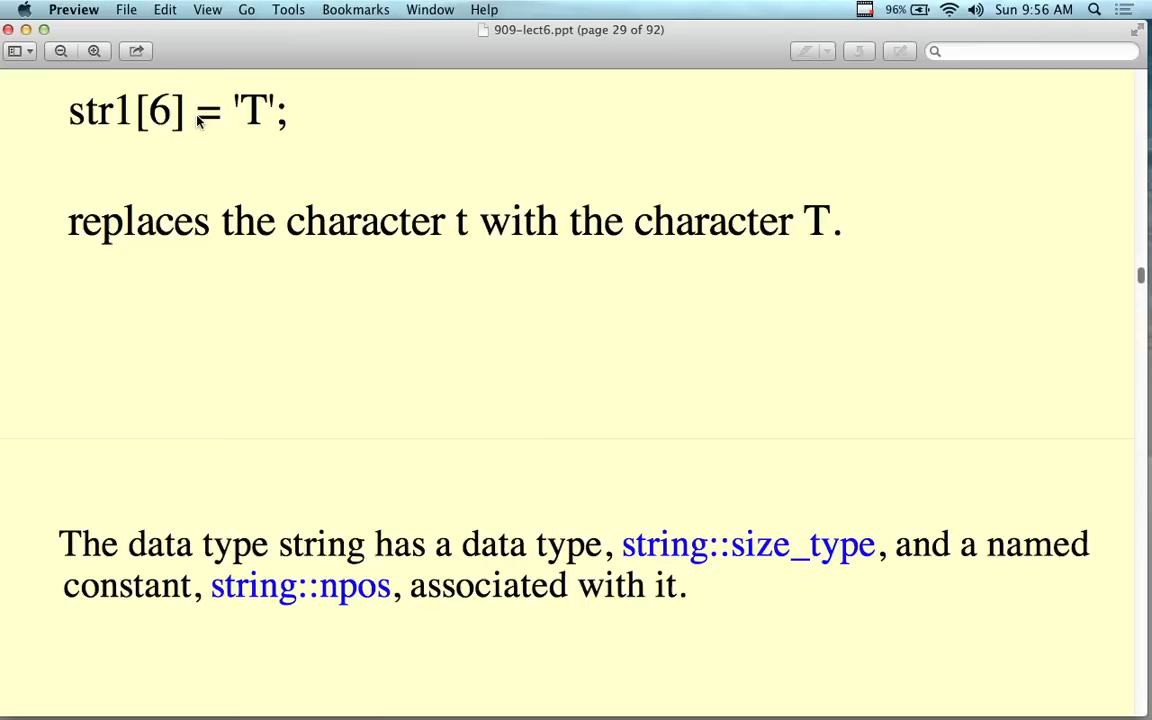 Preview File Edit View Go Tools Bookmarks Window Help 96% Sun 9:56 AM
909-lect6.ppt (page 29 of 92)
str1[6] = 'T';
replaces the character t with the character T.
The data type string has a data type, string::size_type, and a named
constant, string::npos, associated with it.